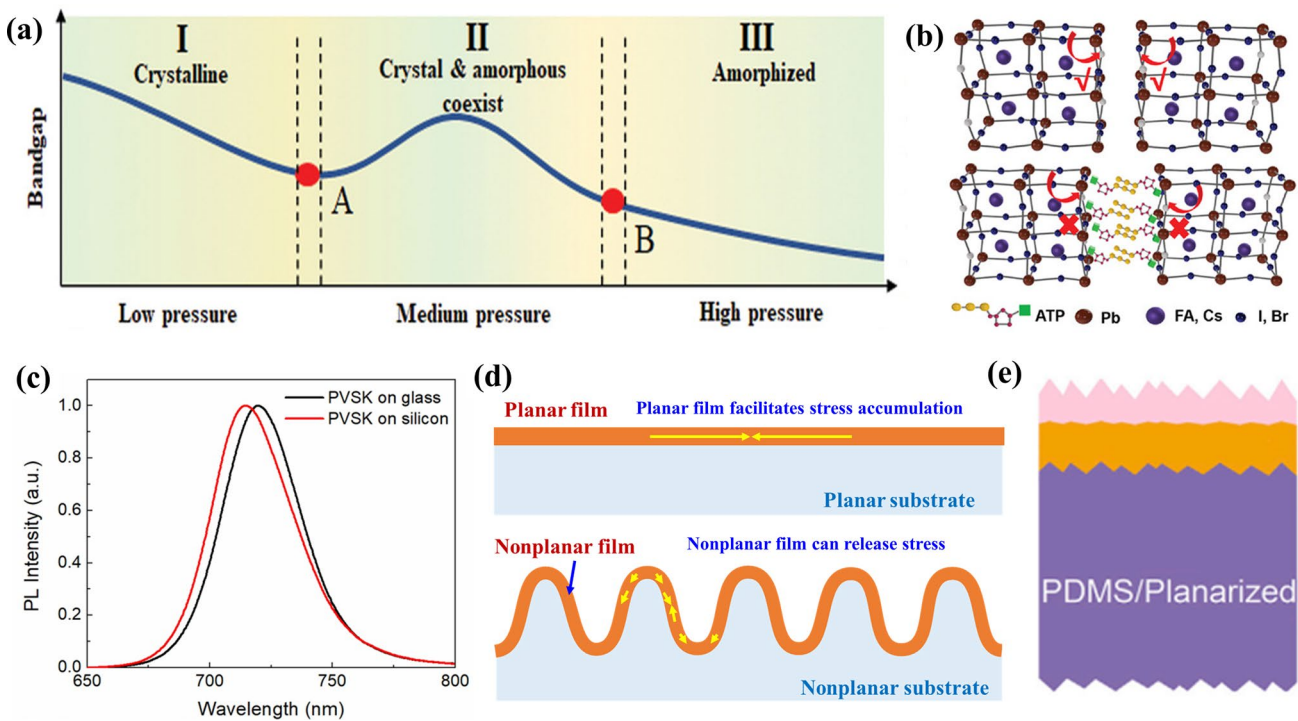 (a)
I
II
III
Crystalline
Crystal & amorphous
coexist
Amorphized
Bandgap
A
B
Low pressure
Medium pressure
High pressure
(b)
ATP
Pb
FA, Cs
I, Br
(c)
PVSK on glass
PVSK on silicon
PL Intensity (a.u.)
1.0
0.8
0.6
0.4
0.2
0.0
650
700
750
800
Wavelength (nm)
(d)
Planar film
Planar film facilitates stress accumulation
Planar substrate
Nonplanar film
Nonplanar film can release stress
Nonplanar substrate
(e)
PDMS/Planarized